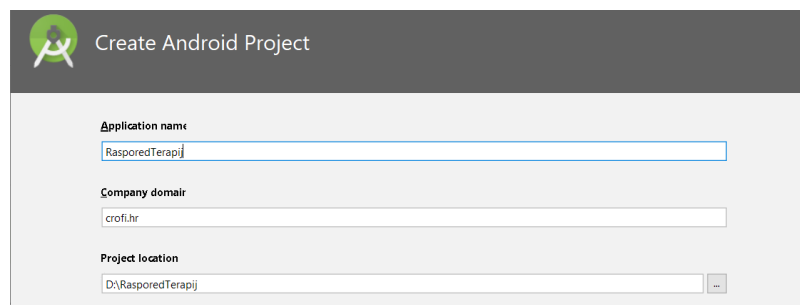 Create Android Project
Application name
RasporedTerapij
Company domain
crofi.hr
Project location
D:\RasporedTerapij
...